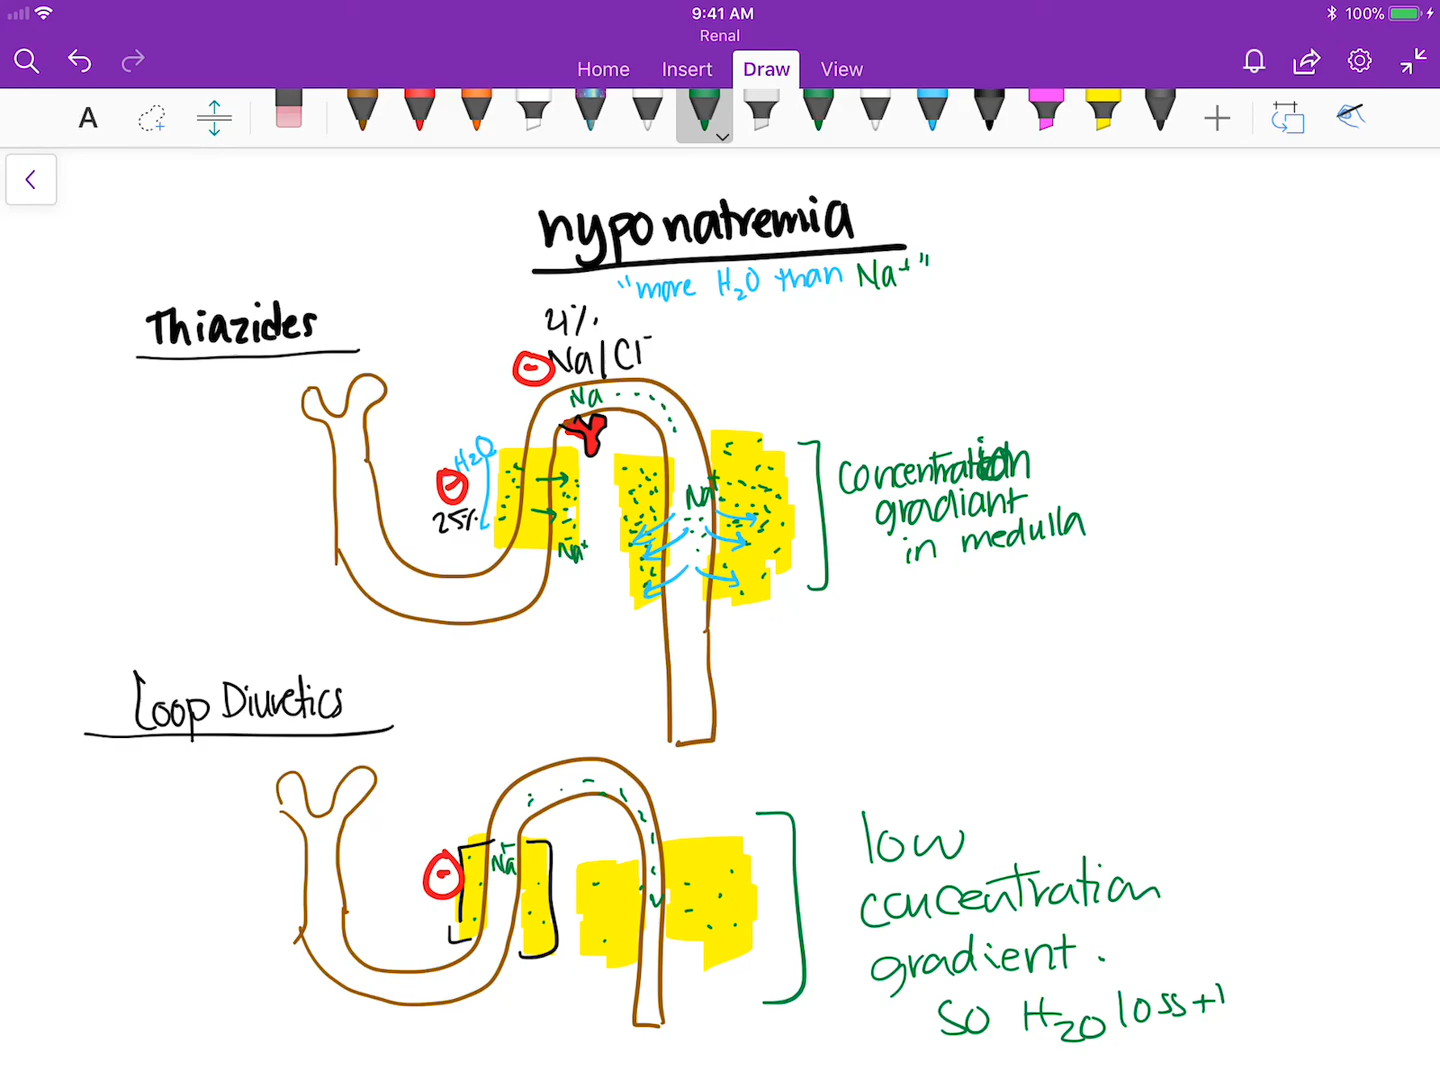 9:41 AM
100%
Renal
Home Insert Draw View
A
hyponatremia
"more H₂O than Na⁺"
Thiazides
4%
Na/Cl⁻
Na
H₂O
25%
Na⁺
Na⁺
concentration
gradiant
in medulla
Loop Diuretics
Na⁺
low
concentration
gradient.
So H₂O loss